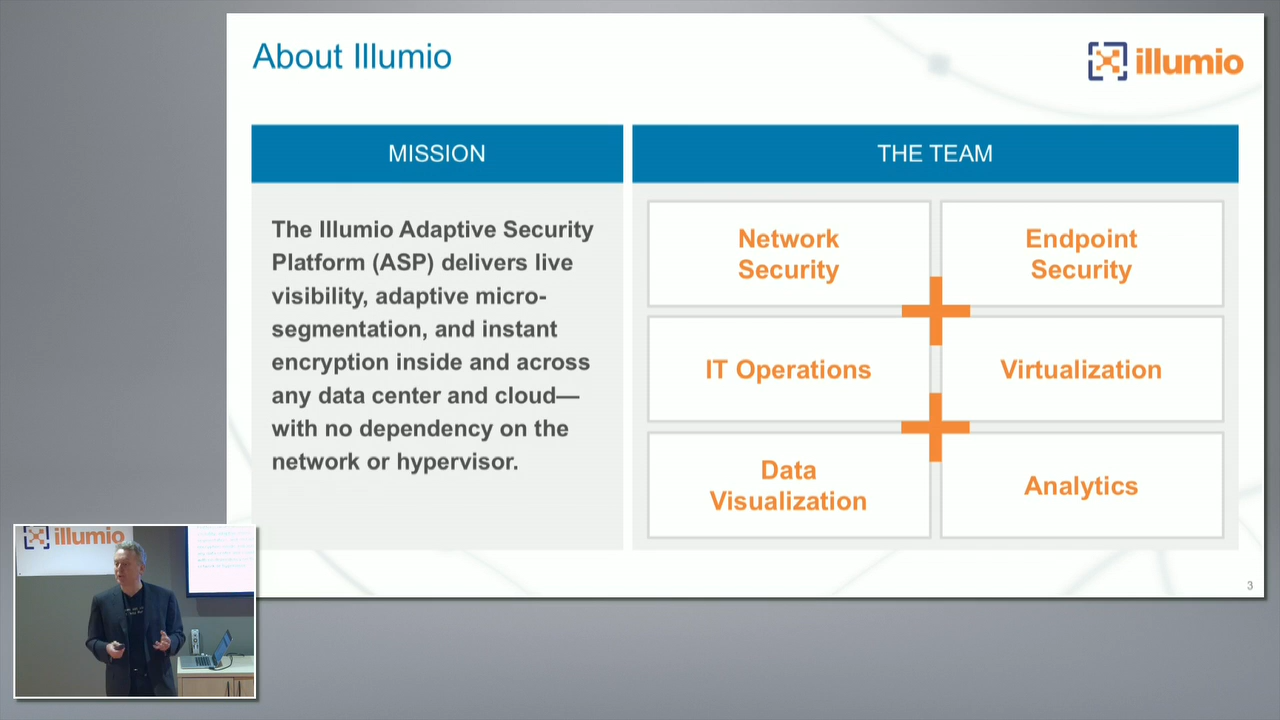 About Illumio
illumio
MISSION
The Illumio Adaptive Security
Platform (ASP) delivers live
visibility, adaptive micro-
segmentation, and instant
encryption inside and across
any data center and cloud—
with no dependency on the
network or hypervisor.
THE TEAM
Network
Security
Endpoint
Security
IT Operations
Virtualization
Data
Visualization
Analytics
3
illumio